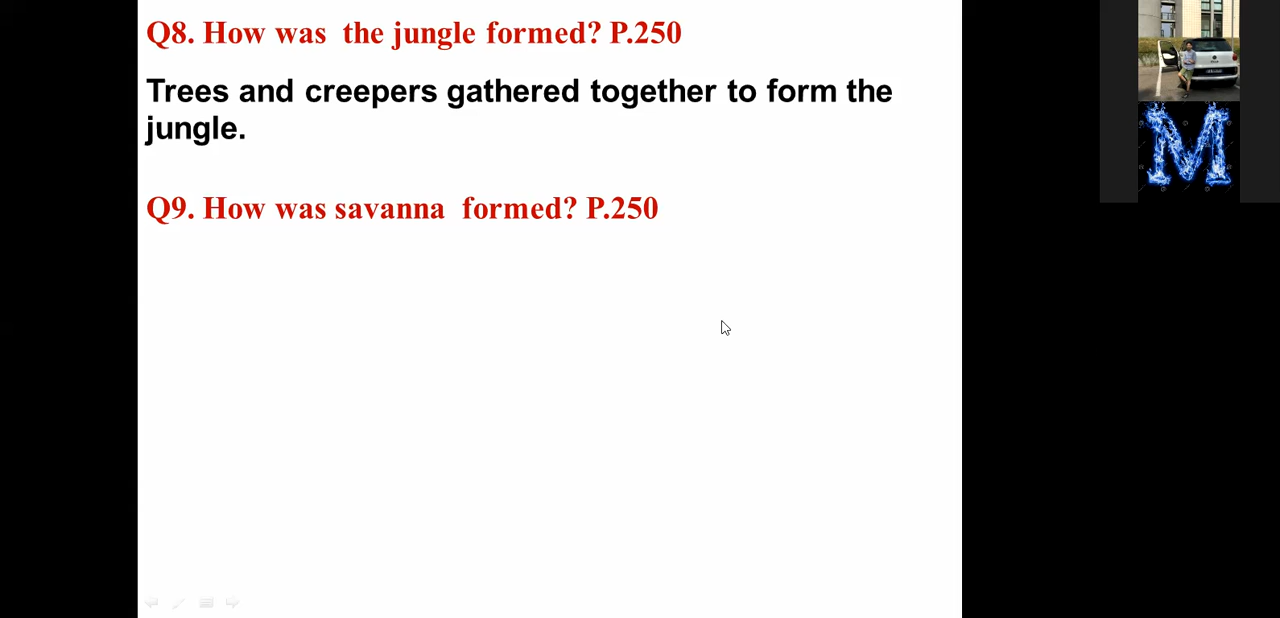 Q8. How was the jungle formed? P.250
Trees and creepers gathered together to form the
jungle.
Q9. How was savanna formed? P.250
M